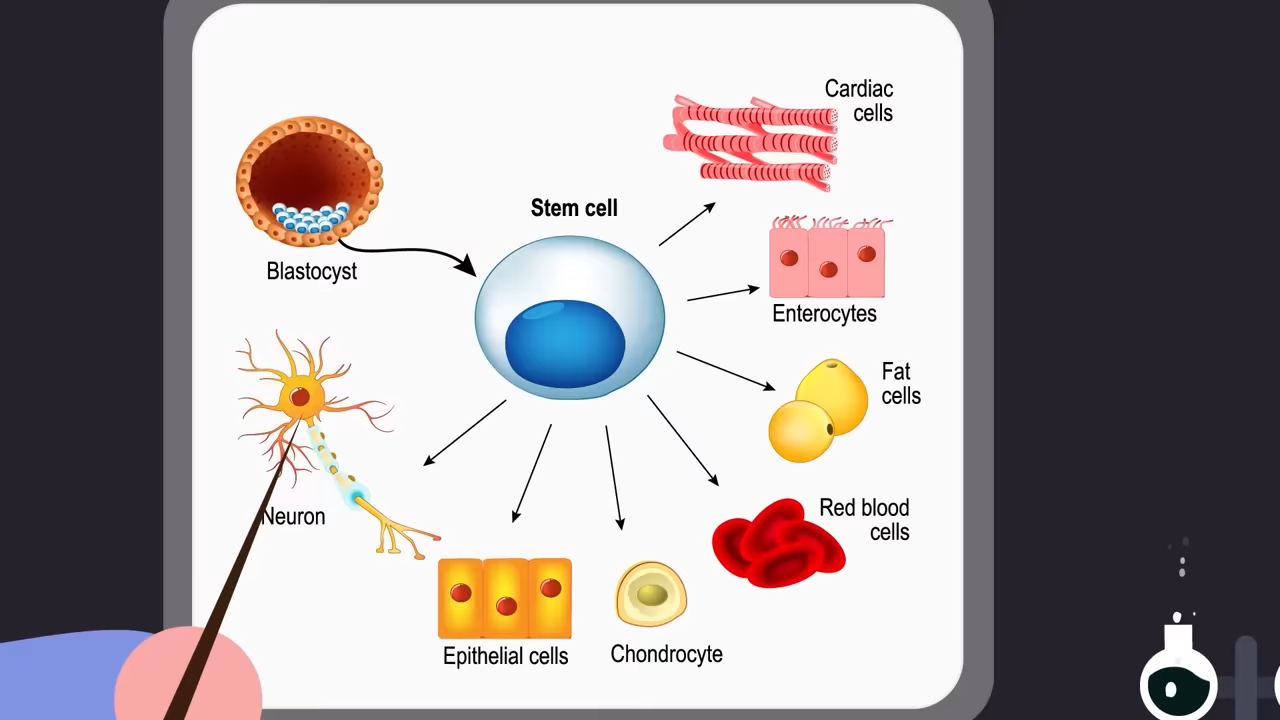 Cardiac
cells
Stem cell
Blastocyst
Enterocytes
Fat
cells
Neuron
Red blood
cells
Epithelial cells
Chondrocyte